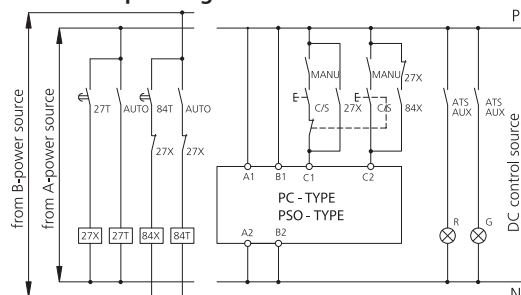 P
MANU
MANU
27X
27T
AUTO
84T
AUTO
C/S
27X
C/S
84X
ATS
AUX
ATS
AUX
27X
27X
from B-power source
from A-power source
DC control source
A1
B1
C1
C2
PC - TYPE
PSO - TYPE
R
G
27X
27T
84X
84T
A2
B2
N